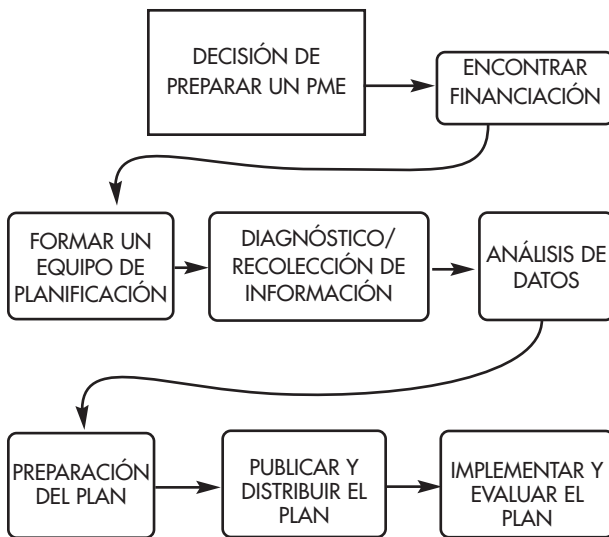 DECISIÓN DE
PREPARAR UN PME
ENCONTRAR
FINANCIACIÓN
FORMAR UN
EQUIPO DE
PLANIFICACIÓN
DIAGNÓSTICO/
RECOLECCIÓN DE
INFORMACIÓN
ANÁLISIS DE
DATOS
PREPARACIÓN
DEL PLAN
PUBLICAR Y
DISTRIBUIR EL
PLAN
IMPLEMENTAR Y
EVALUAR EL
PLAN